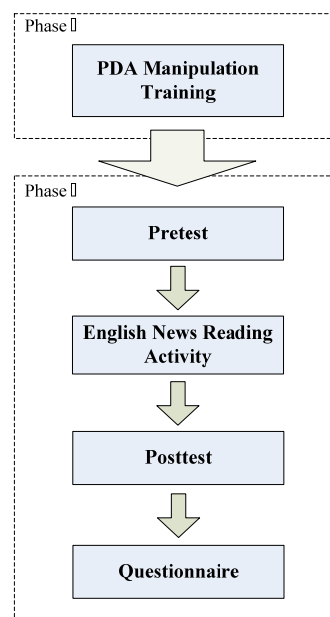 Phase
PDA Manipulation
Training
Phase
Pretest
English News Reading
Activity
Posttest
Questionnaire